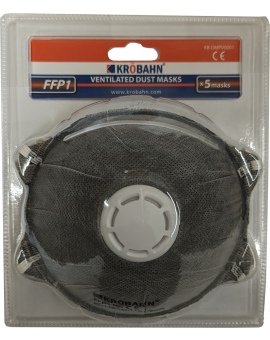 KROBAHN
FFP1
VENTILATED DUST MASKS
CE
5 masks
www.krobahn.com
KROBAHN